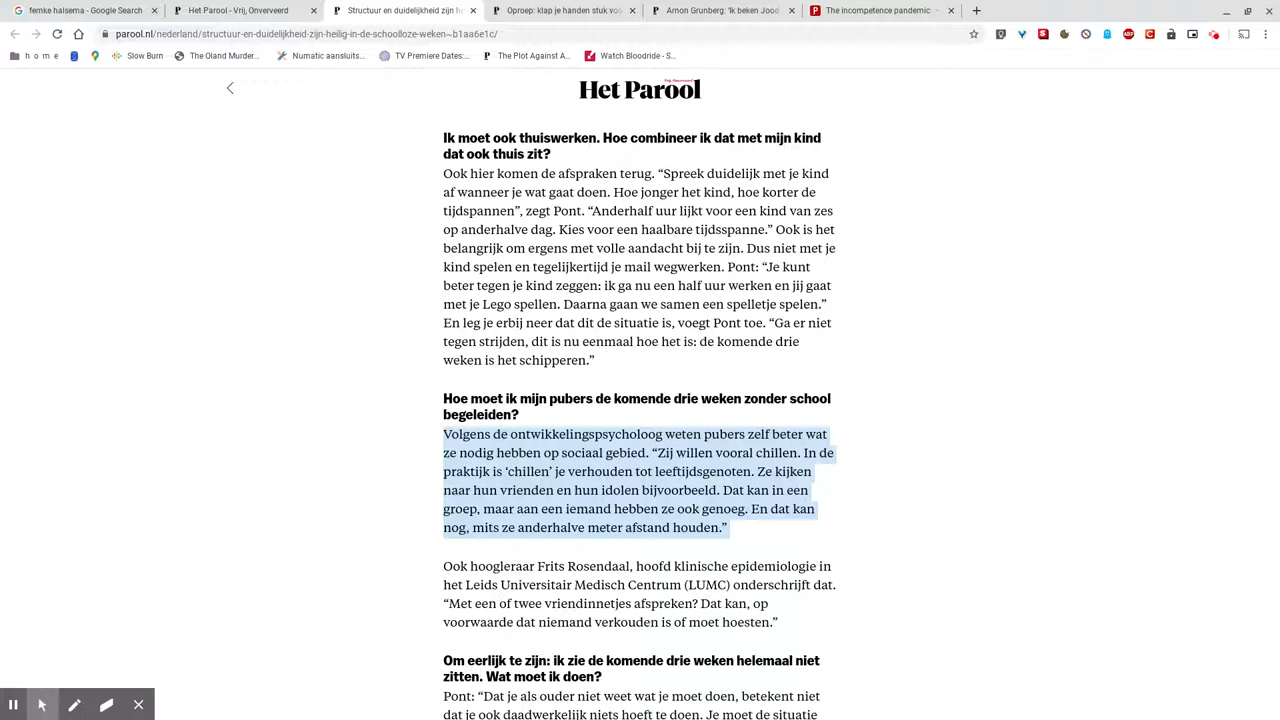 femke halsema - Google Search
Het Parool - Vrij, Onverveerd
Structuur en duidelijkheid zijn he
Oproep: klap je handen stuk voo
Arnon Grunberg: 'Ik beken Jood
The incompetence pandemic
parool.nl/nederland/structuur-en-duidelijkheid-zijn-heilig-in-de-schoolloze-weken~b1aa6e1c/
h o m e
Slow Burn
The Oland Murder...
Numatic aansluits...
TV Premiere Dates:...
The Plot Against A...
Watch Bloodride - S...
Het Parool
Ik moet ook thuiswerken. Hoe combineer ik dat met mijn kind
dat ook thuis zit?
Ook hier komen de afspraken terug. “Spreek duidelijk met je kind
af wanneer je wat gaat doen. Hoe jonger het kind, hoe korter de
tijdspannen”, zegt Pont. “Anderhalf uur lijkt voor een kind van zes
op anderhalve dag. Kies voor een haalbare tijdsspanne.” Ook is het
belangrijk om ergens met volle aandacht bij te zijn. Dus niet met je
kind spelen en tegelijkertijd je mail wegwerken. Pont: “Je kunt
beter tegen je kind zeggen: ik ga nu een half uur werken en jij gaat
met je Lego spellen. Daarna gaan we samen een spelletje spelen.”
En leg je erbij neer dat dit de situatie is, voegt Pont toe. “Ga er niet
tegen strijden, dit is nu eenmaal hoe het is: de komende drie
weken is het schipperen.”
Hoe moet ik mijn pubers de komende drie weken zonder school
begeleiden?
Volgens de ontwikkelingspsycholoog weten pubers zelf beter wat
ze nodig hebben op sociaal gebied. “Zij willen vooral chillen. In de
praktijk is ‘chillen’ je verhouden tot leeftijdsgenoten. Ze kijken
naar hun vrienden en hun idolen bijvoorbeeld. Dat kan in een
groep, maar aan een iemand hebben ze ook genoeg. En dat kan
nog, mits ze anderhalve meter afstand houden.”
Ook hoogleraar Frits Rosendaal, hoofd klinische epidemiologie in
het Leids Universitair Medisch Centrum (LUMC) onderschrijft dat.
“Met een of twee vriendinnetjes afspreken? Dat kan, op
voorwaarde dat niemand verkouden is of moet hoesten.”
Om eerlijk te zijn: ik zie de komende drie weken helemaal niet
zitten. Wat moet ik doen?
Pont: “Dat je als ouder niet weet wat je moet doen, betekent niet
dat je ook daadwerkelijk niets hoeft te doen. Je moet de situatie